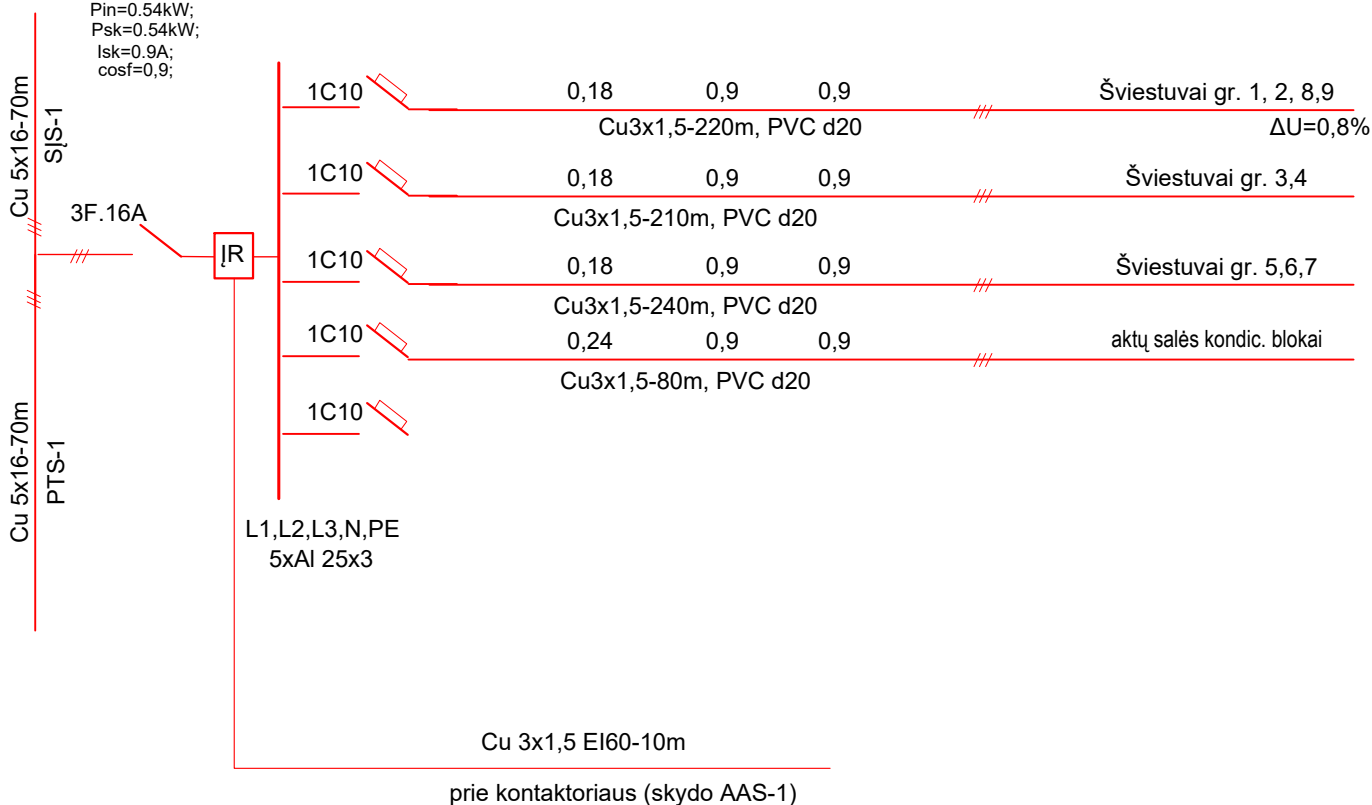 Pin=0.54kW;
Psk=0.54kW;
Isk=0.9A;
cosf=0,9;
Cu 5x16-70m
SĮS-1
3F.16A
ĮR
Cu 5x16-70m
PTS-1
1C10
0,18 0,9 0,9
Šviestuvai gr. 1, 2, 8,9
Cu3x1,5-220m, PVC d20
ΔU=0,8%
1C10
0,18 0,9 0,9
Šviestuvai gr. 3,4
Cu3x1,5-210m, PVC d20
1C10
0,18 0,9 0,9
Šviestuvai gr. 5,6,7
Cu3x1,5-240m, PVC d20
1C10
0,24 0,9 0,9
aktų salės kondic. blokai
Cu3x1,5-80m, PVC d20
1C10
L1,L2,L3,N,PE
5xAl 25x3
Cu 3x1,5 EI60-10m
prie kontaktoriaus (skydo AAS-1)